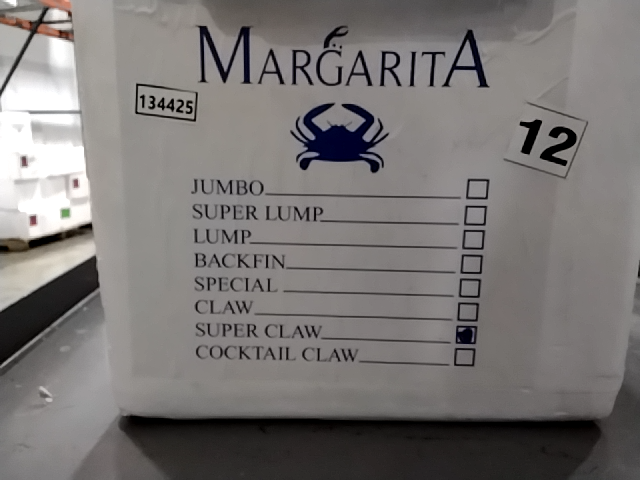 MARGARITA
134425
12
JUMBO
SUPER LUMP
LUMP
BACKFIN
SPECIAL
CLAW
SUPER CLAW
COCKTAIL CLAW